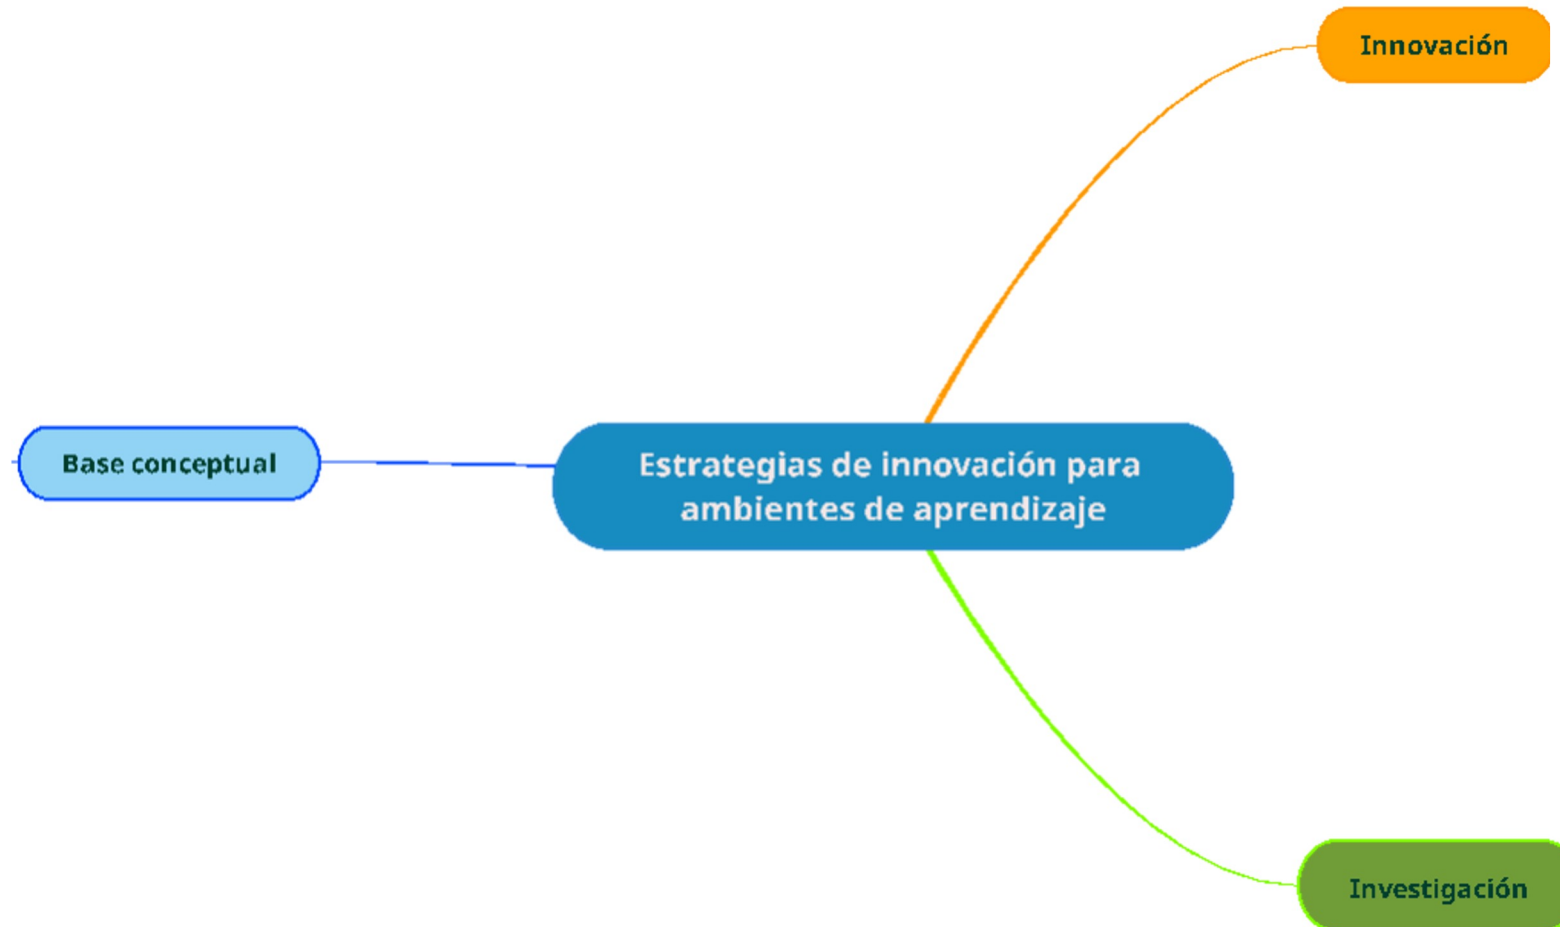 Innovación
Base conceptual
Estrategias de innovación para
ambientes de aprendizaje
Investigación